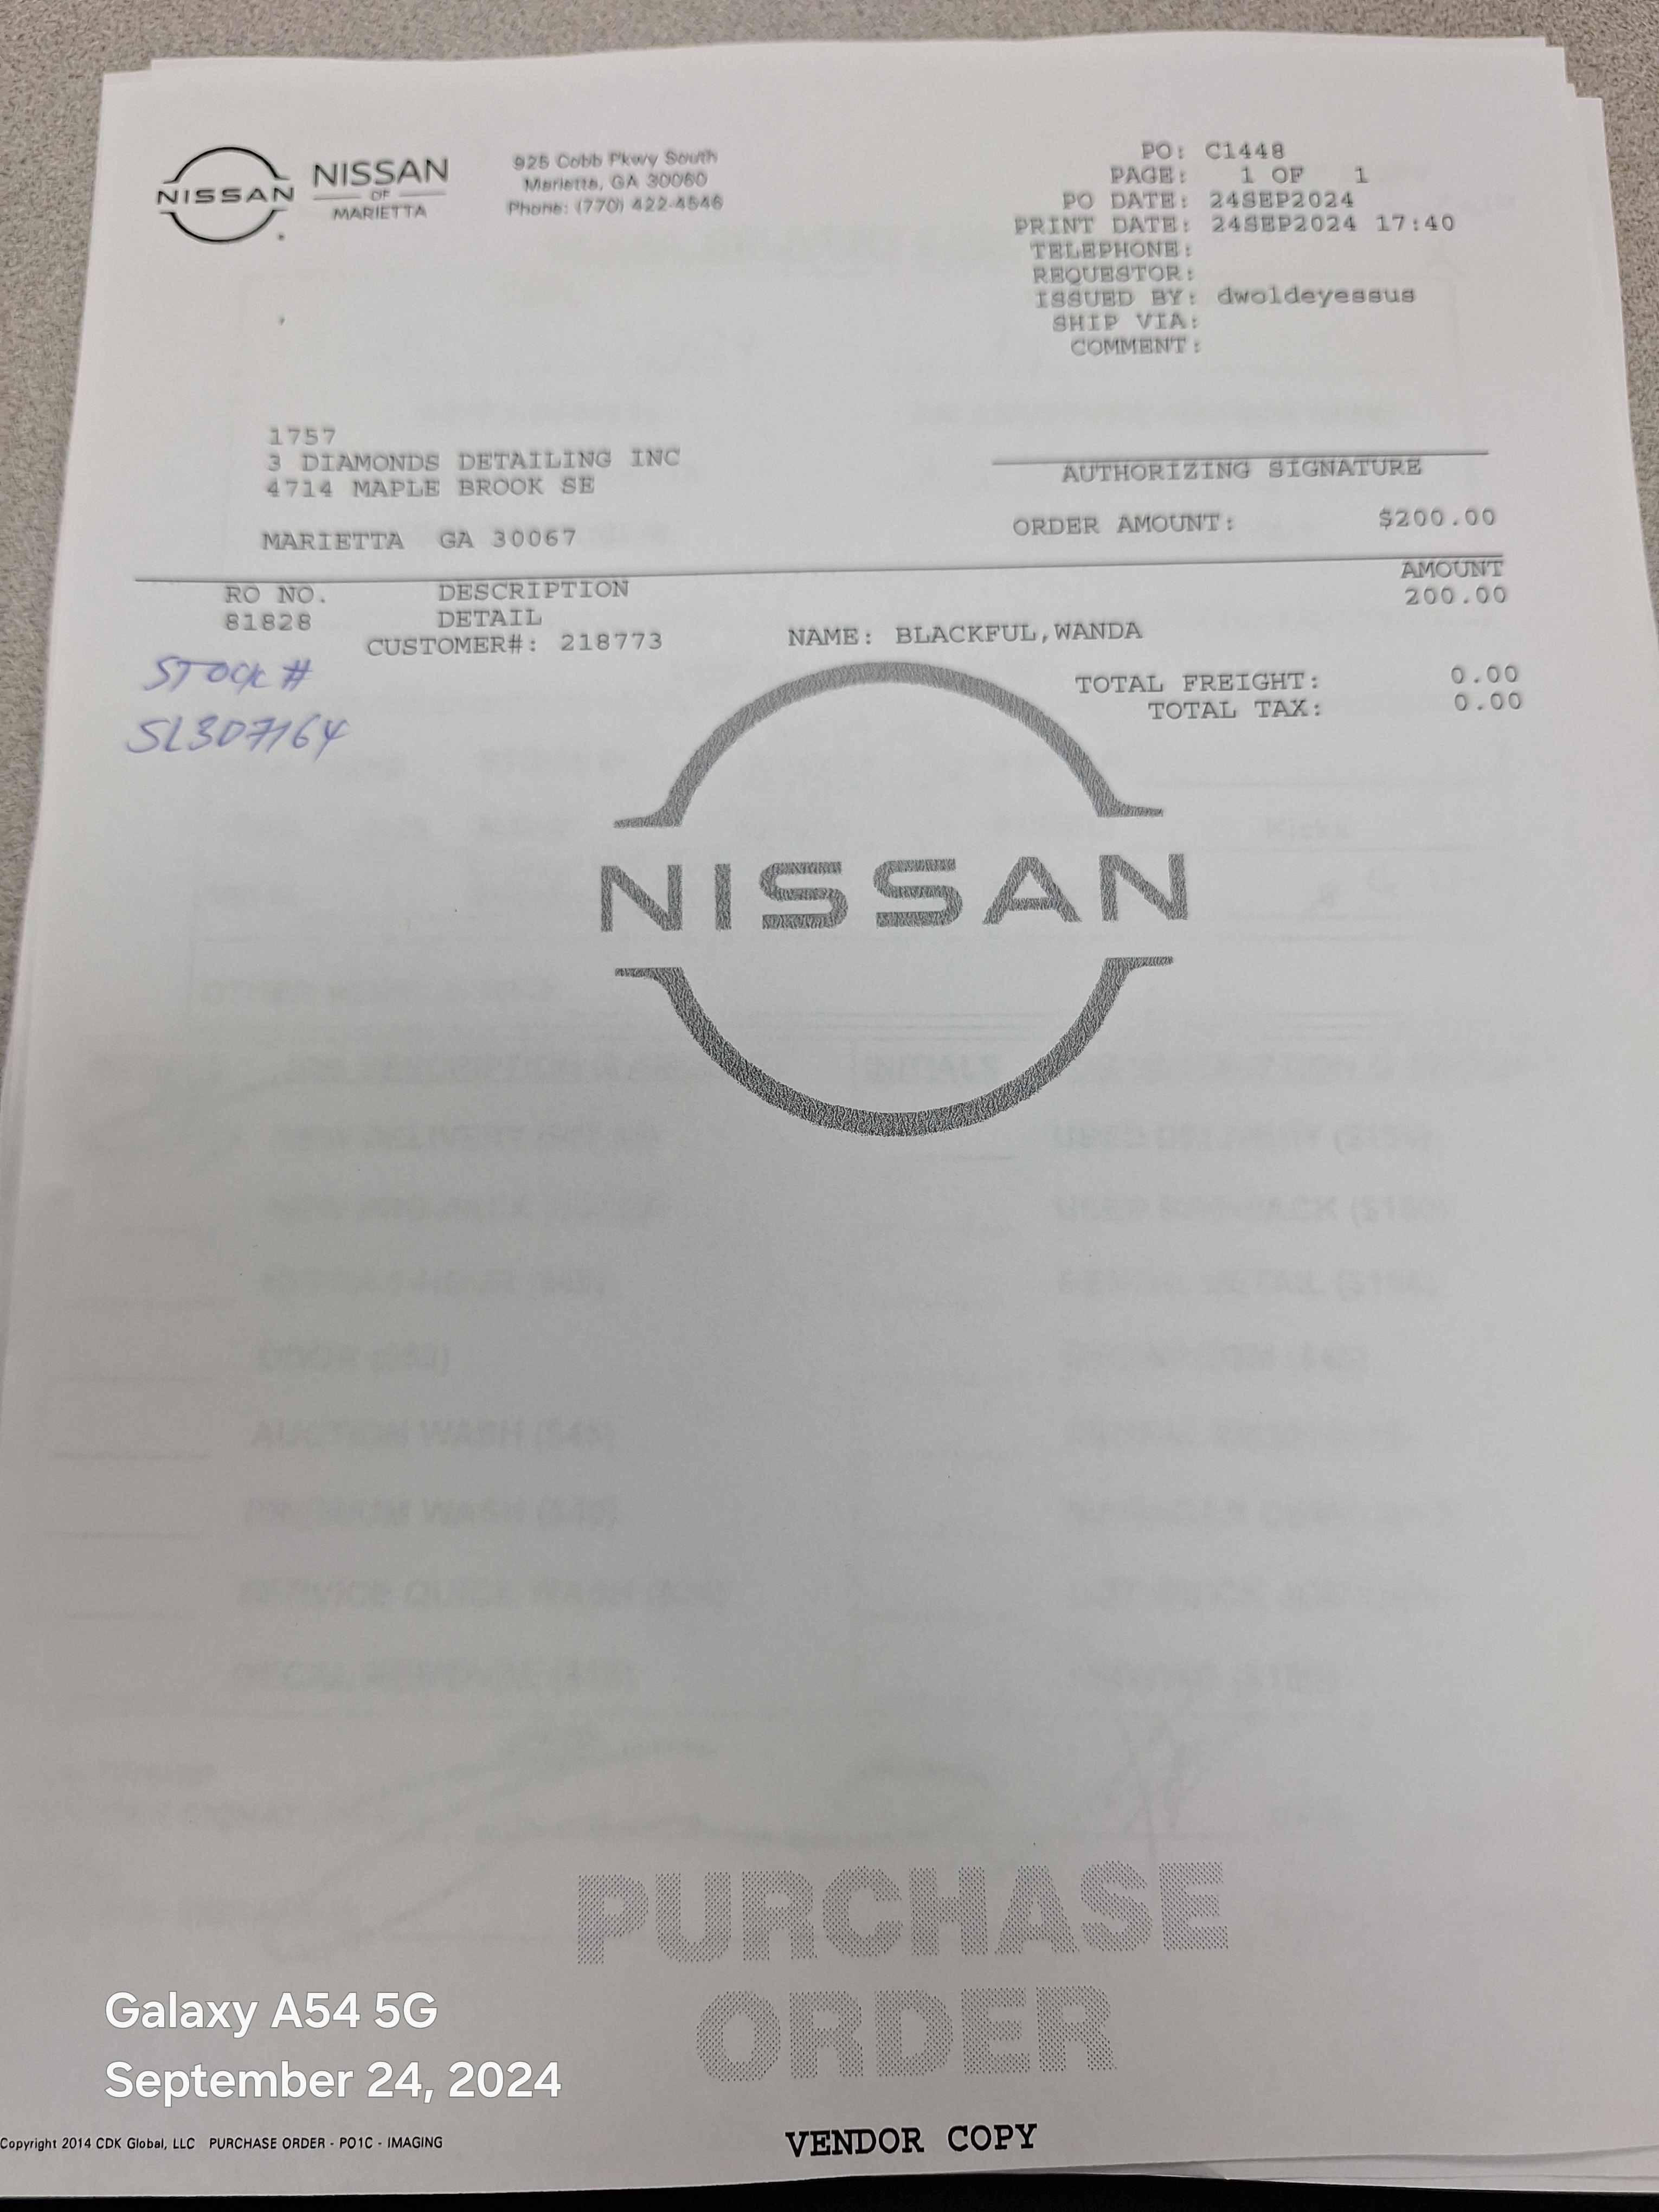 NISSAN
NISSAN
OF
MARIETTA
925 Cobb Pkwy South
Marietta, GA 30060
Phone: (770) 422-4546
PO: C1448
PAGE: 1 OF 1
PO DATE: 24SEP2024
PRINT DATE: 24SEP2024 17:40
TELEPHONE:
REQUESTOR:
ISSUED BY: dwoldeyessus
SHIP VIA:
COMMENT:
1757
3 DIAMONDS DETAILING INC
4714 MAPLE BROOK SE
MARIETTA GA 30067
AUTHORIZING SIGNATURE
ORDER AMOUNT: $200.00
RO NO. DESCRIPTION AMOUNT
81828 DETAIL 200.00
CUSTOMER#: 218773 NAME: BLACKFUL,WANDA
STOCK #
SL307164
TOTAL FREIGHT: 0.00
TOTAL TAX: 0.00
NISSAN
AUCTION WASH ($45)
PURCHASE
ORDER
Galaxy A54 5G
September 24, 2024
Copyright 2014 CDK Global, LLC PURCHASE ORDER - PO1C - IMAGING
VENDOR COPY